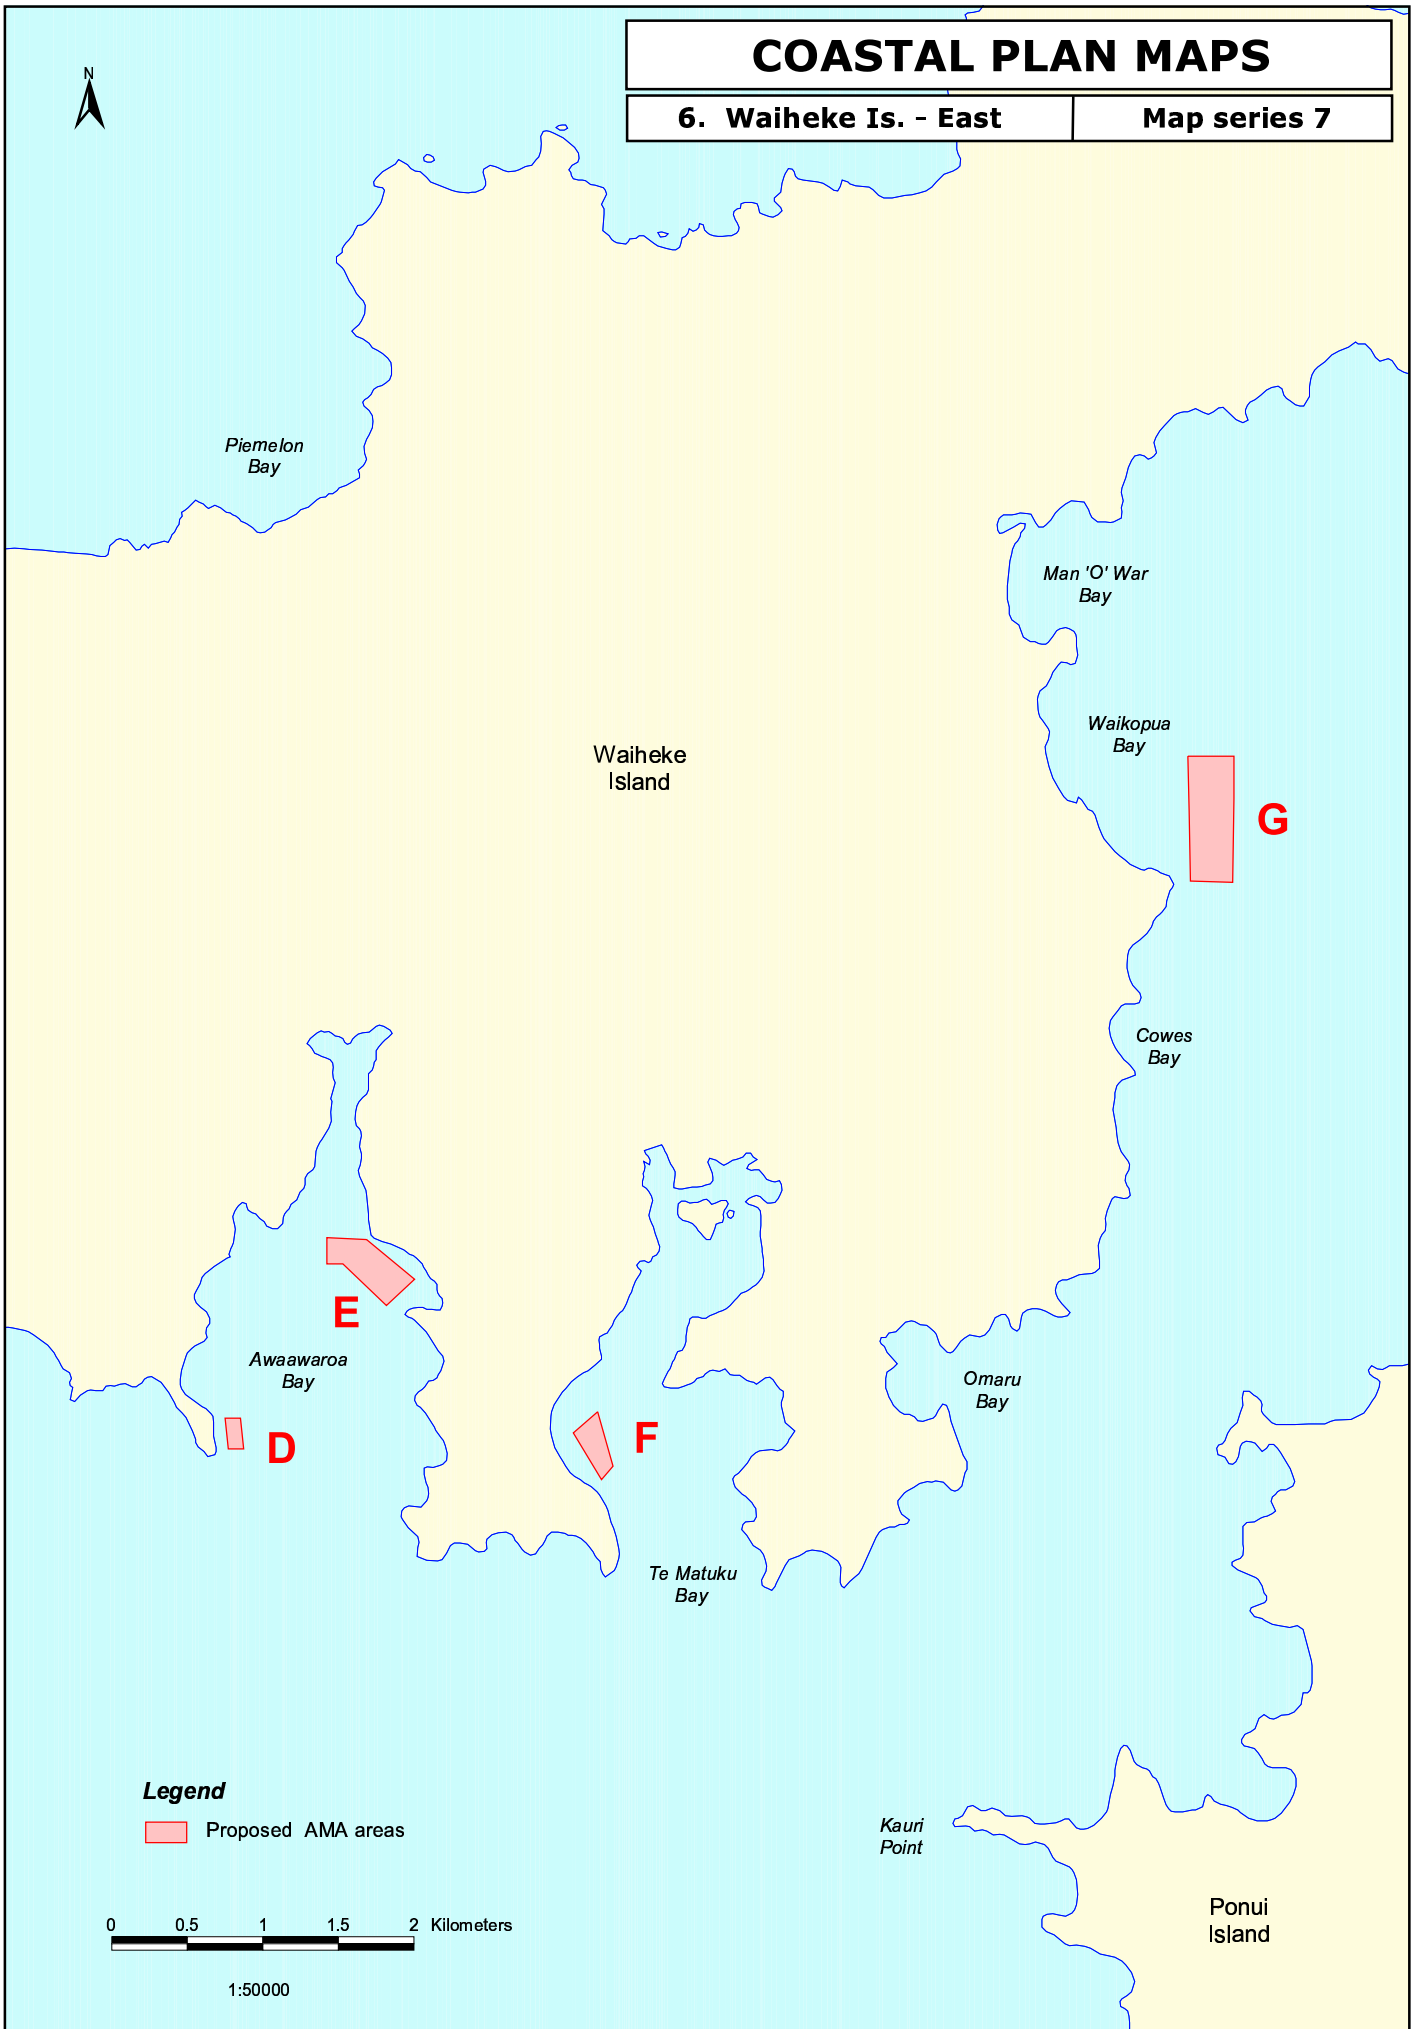 COASTAL PLAN MAPS
6. Waiheke Is. - East
Map series 7
N
Piemelon
Bay
Man 'O' War
Bay
Waikopua
Bay
Waiheke
Island
G
Cowes
Bay
E
Awaawaroa
Bay
D
F
Omaru
Bay
Te Matuku
Bay
Legend
Proposed AMA areas
Kauri
Point
Ponui
Island
0 0.5 1 1.5 2 Kilometers
1:50000